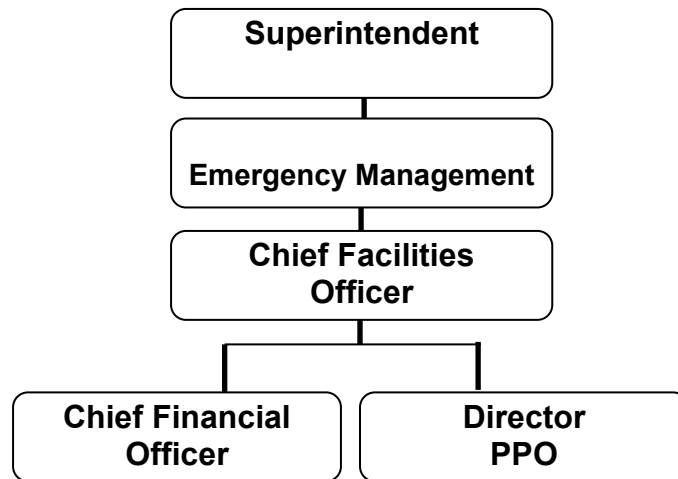 Superintendent
Emergency Management
Chief Facilities
Officer
Chief Financial
Officer
Director
PPO